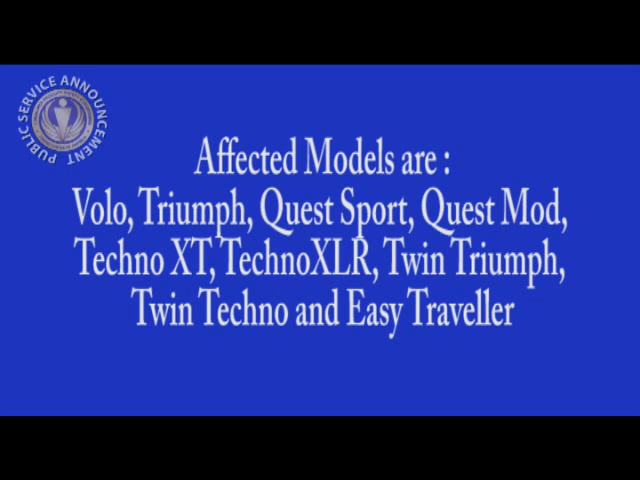 PUBLIC SERVICE ANNOUNCEMENT
Affected Models are :
Volo, Triumph, Quest Sport, Quest Mod,
Techno XT, TechnoXLR, Twin Triumph,
Twin Techno and Easy Traveller